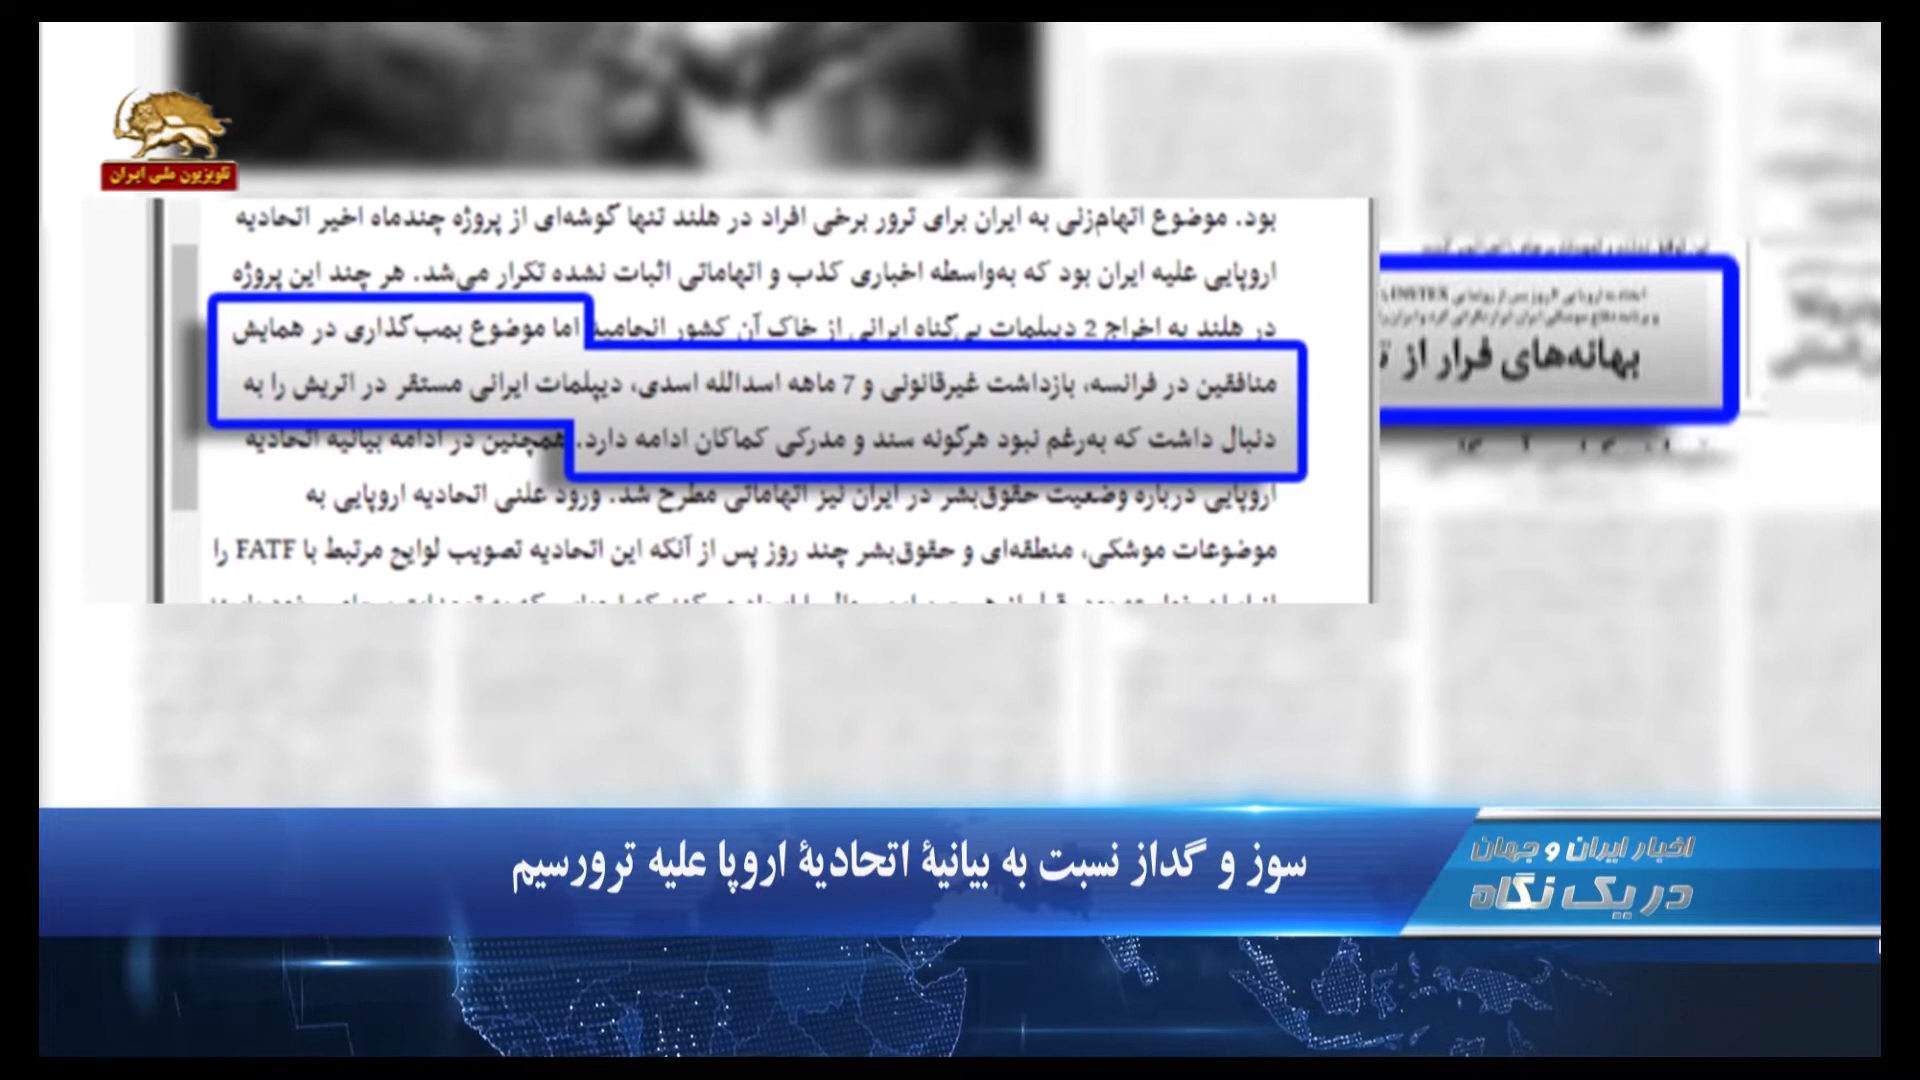 تلویزیون ملی ایران
بود. موضوع اتهام‌زنی به ایران برای ترور برخی افراد در هلند تنها گوشه‌ای از پروژه چندماه اخیر اتحادیه
اروپایی علیه ایران بود که به‌واسطه اخباری کذب و اتهاماتی اثبات نشده تکرار می‌شد. هر چند این پروژه
در هلند به اخراج 2 دیپلمات بی‌گناه ایرانی از خاک آن کشور انجامید اما موضوع بمب‌گذاری در همایش
منافقین در فرانسه، بازداشت غیرقانونی و 7 ماهه اسدالله اسدی، دیپلمات ایرانی مستقر در اتریش را به
دنبال داشت که به‌رغم نبود هرگونه سند و مدرکی کماکان ادامه دارد. همچنین در ادامه بیانیه اتحادیه
اروپایی درباره وضعیت حقوق‌بشر در ایران نیز اتهاماتی مطرح شد. ورود علنی اتحادیه اروپایی به
موضوعات موشکی، منطقه‌ای و حقوق‌بشر چند روز پس از آنکه این اتحادیه تصویب لوایح مرتبط با FATF را
بهانه‌های فرار از
سوز و گداز نسبت به بیانیهٔ اتحادیهٔ اروپا علیه ترورسیم
اخبار ایران و جهان
در یک نگاه